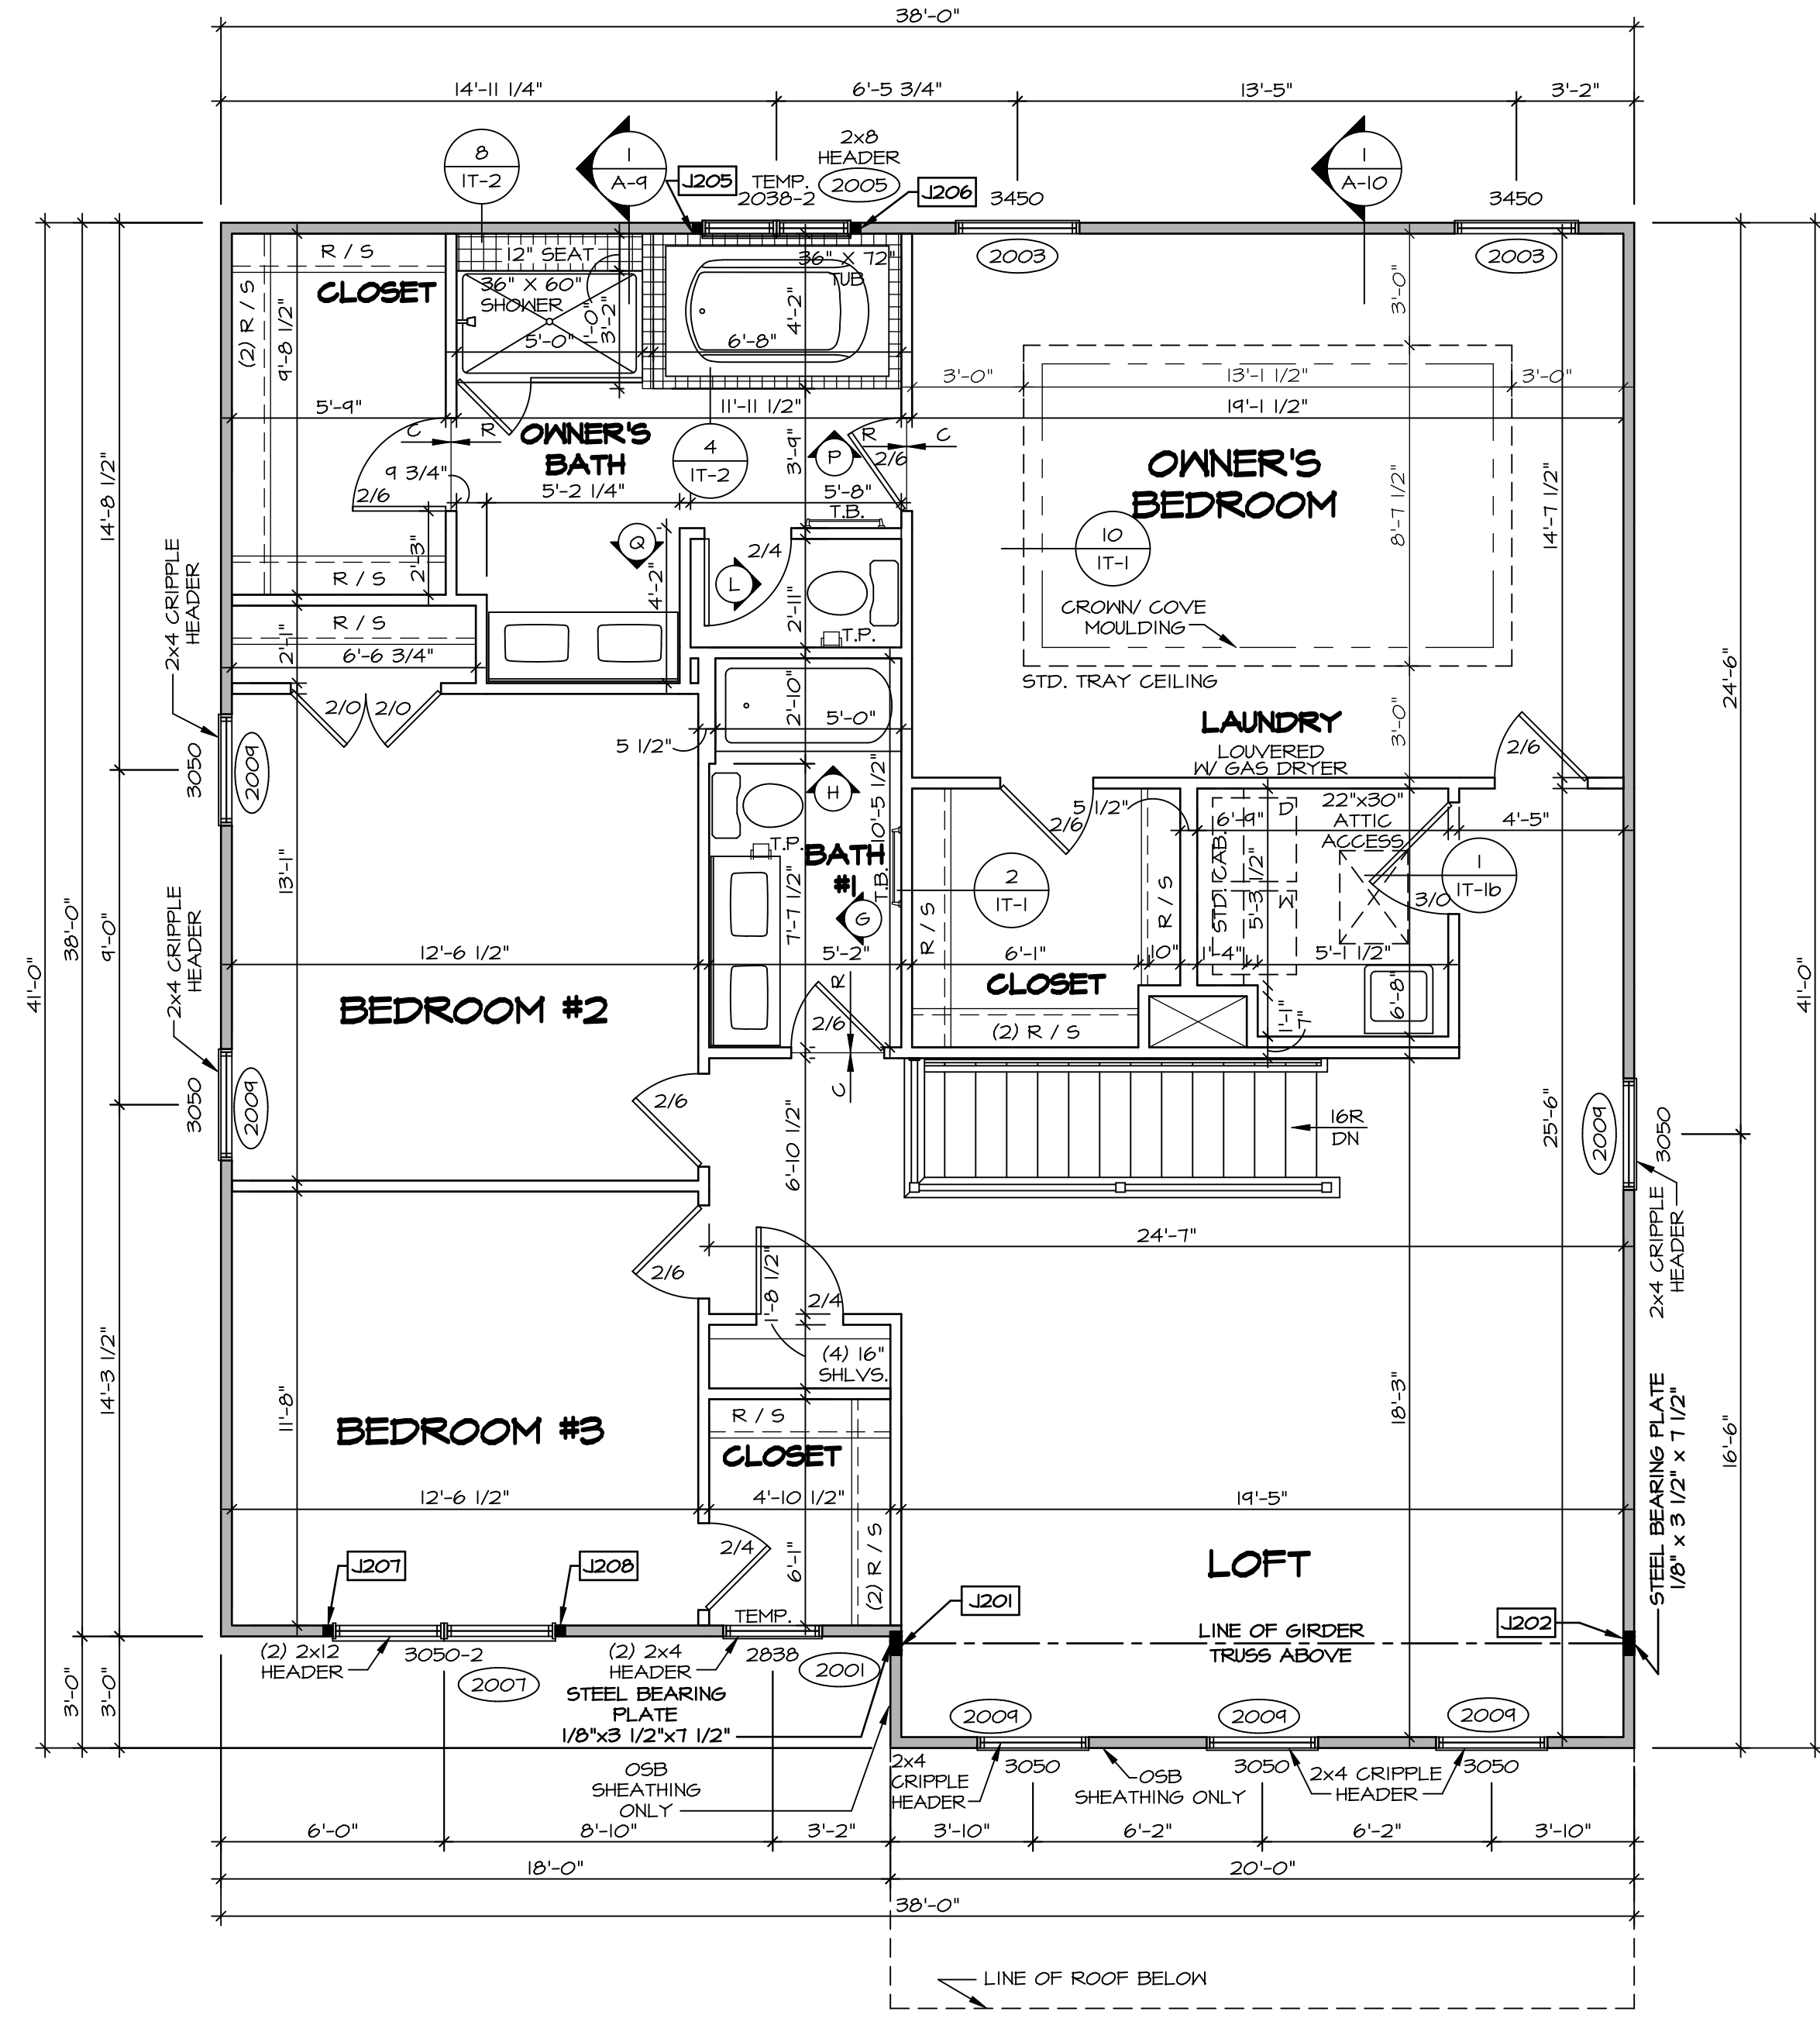 38'-0"
14'-11 1/4"
6'-5 3/4"
13'-5"
3'-2"
8
IT-2
1
A-9
J205
TEMP.
2038-2
2x8
HEADER
2005
J206
3450
1
A-10
3450
R / S
12" SEAT
36" X 72"
TUB
2003
2003
CLOSET
36" X 60"
SHOWER
(2) R / S
9'-8 1/2"
1'-0"
3'-2"
4'-2"
3'-0"
5'-0"
6'-8"
3'-0"
13'-1 1/2"
3'-0"
5'-9"
11'-11 1/2"
19'-1 1/2"
C
R
OWNER'S
BATH
4
IT-2
3'-9"
P
R
C
2/6
OWNER'S
BEDROOM
8'-7 1/2"
14'-7 1/2"
9 3/4"
2/6
5'-2 1/4"
5'-8"
T.B.
14'-8 1/2"
2x4 CRIPPLE
HEADER
2'-3"
Q
2/4
L
10
IT-1
R / S
4'-2"
2'-11"
CROWN/ COVE
MOULDING
R / S
2'-1"
T.P.
6'-6 3/4"
STD. TRAY CEILING
24'-6"
2/0
2/0
2'-10"
5'-0"
LAUNDRY
3'-0"
2/6
5 1/2"
LOUVERED
W/ GAS DRYER
3050
2009
H
10'-5 1/2"
5 1/2"
2/6
6'-9"
D
22"x30"
ATTIC
ACCESS
4'-5"
13'-1"
T.P.
BATH
#1
T.B.
2
IT-1
STD. CAB.
5'-3 1/2"
W
1
IT-1b
3/0
41'-0"
38'-0"
9'-0"
2x4 CRIPPLE
HEADER
7'-7 1/2"
G
R / S
R / S
12'-6 1/2"
5'-2"
6'-1"
10"
1'-4"
5'-1 1/2"
41'-0"
BEDROOM #2
R
CLOSET
6'-8"
2/6
(2) R / S
1'-1"
7"
3050
2009
C
2/6
6'-10 1/2"
16R
DN
25'-6"
2009
3050
2x4 CRIPPLE
HEADER
24'-7"
2/6
1'-8 1/2"
2/4
14'-3 1/2"
(4) 16"
SHLVS.
11'-8"
18'-3"
R / S
BEDROOM #3
CLOSET
16'-6"
STEEL BEARING PLATE
1/8" x 3 1/2" x 7 1/2"
12'-6 1/2"
4'-10 1/2"
19'-5"
J207
J208
2/4
6'-1"
(2) R / S
LOFT
J201
J202
TEMP.
LINE OF GIRDER
TRUSS ABOVE
(2) 2x12
HEADER
3050-2
2007
(2) 2x4
HEADER
2838
2001
3'-0"
3'-0"
STEEL BEARING
PLATE
1/8"x3 1/2"x7 1/2"
2009
2009
2009
OSB
SHEATHING
ONLY
2x4
CRIPPLE
HEADER
3050
OSB
SHEATHING ONLY
3050
2x4 CRIPPLE
HEADER
3050
6'-0"
8'-10"
3'-2"
3'-10"
6'-2"
6'-2"
3'-10"
18'-0"
20'-0"
38'-0"
LINE OF ROOF BELOW